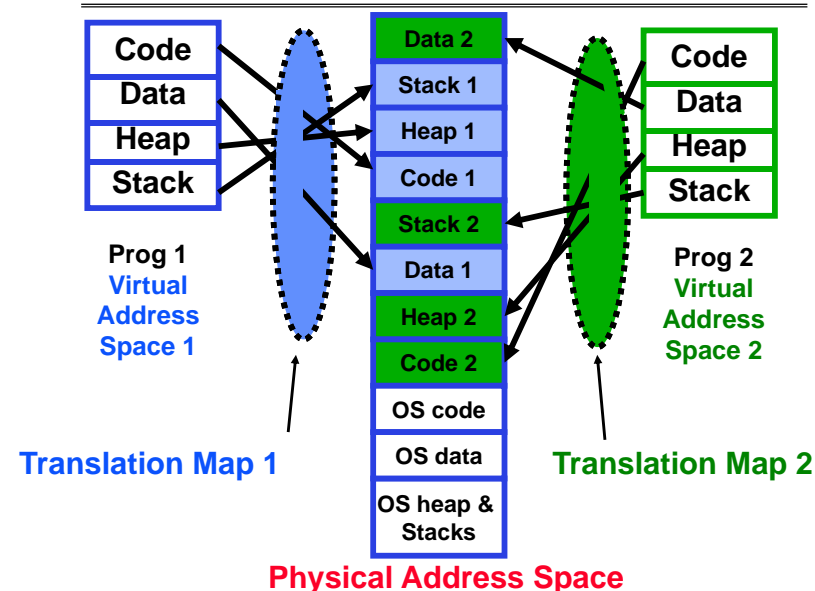 Code
Data
Heap
Stack
Prog 1
Virtual
Address
Space 1
Translation Map 1
Data 2
Stack 1
Heap 1
Code 1
Stack 2
Data 1
Heap 2
Code 2
OS code
OS data
OS heap &
Stacks
Physical Address Space
Code
Data
Heap
Stack
Prog 2
Virtual
Address
Space 2
Translation Map 2